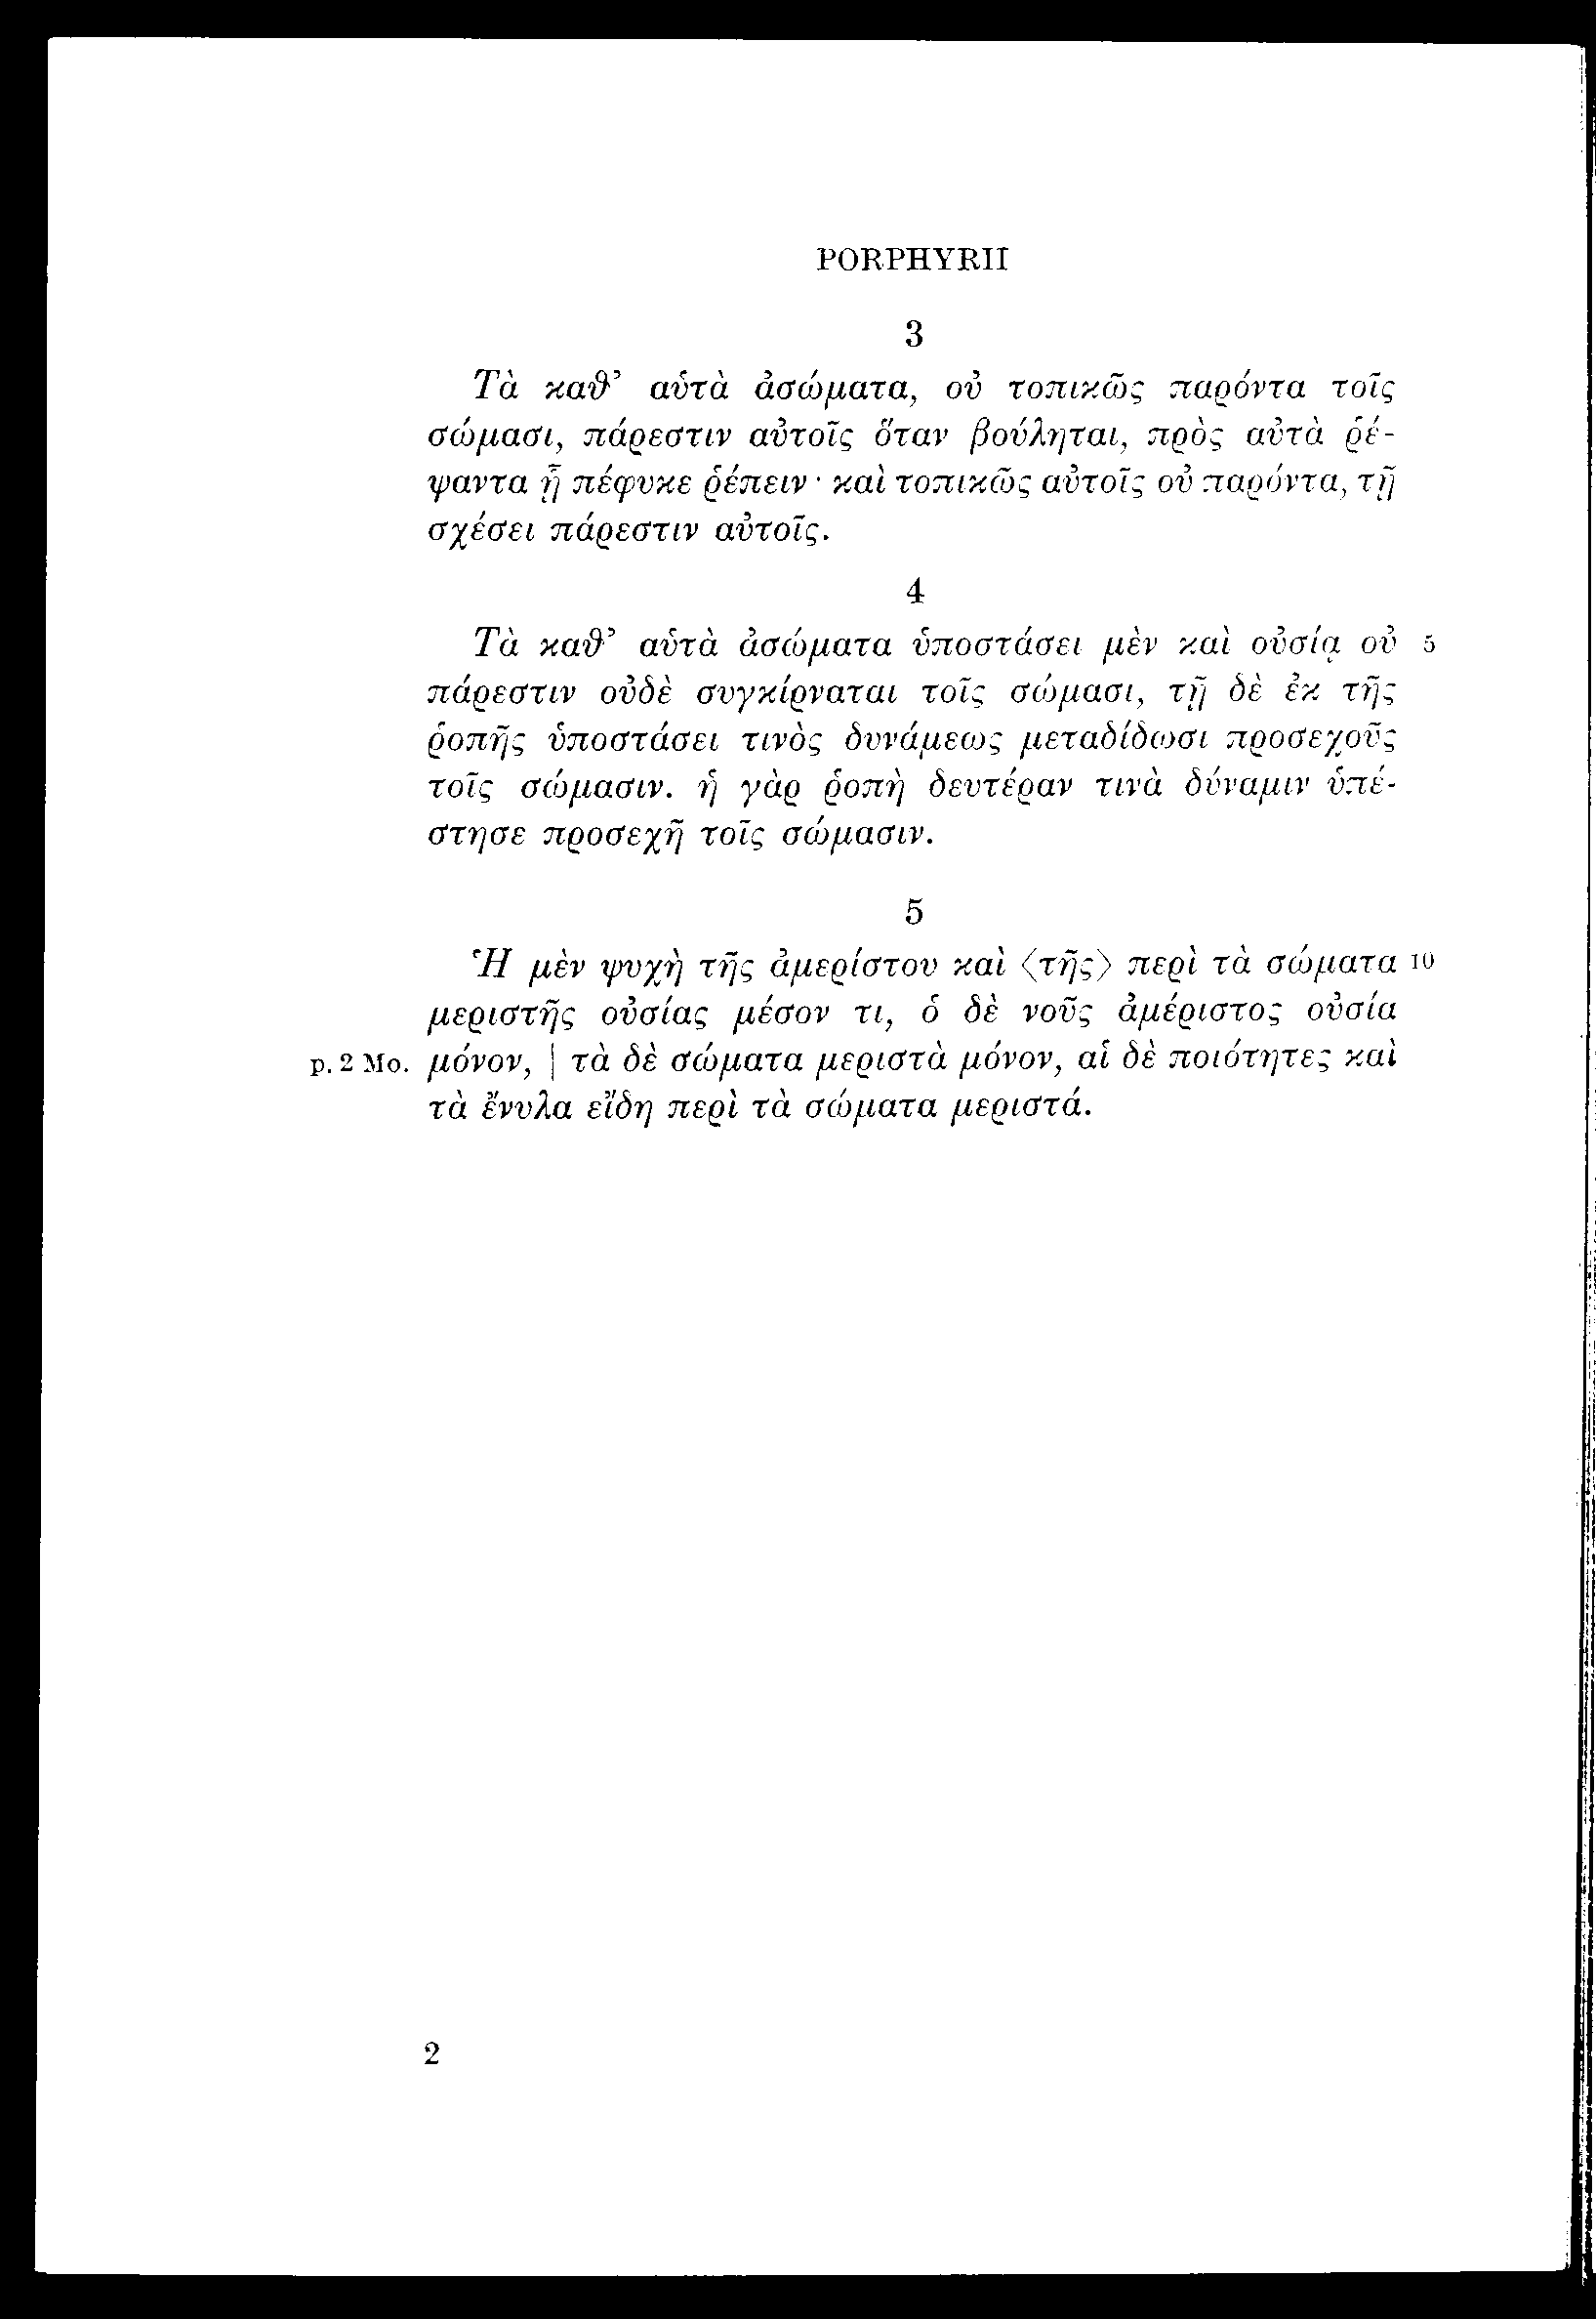 PORPHYRII
3
Τὰ καθ’ αὑτὰ ἀσώματα, οὐ τοπικῶς παρόντα τοῖς
σώμασι, πάρεστιν αὐτοῖς ὅταν βούληται, πρὸς αὐτὰ ῥέ-
ψαντα ᾗ πέφυκε ῥέπειν · καὶ τοπικῶς αὐτοῖς οὐ παρόντα, τῇ
σχέσει πάρεστιν αὐτοῖς.
4
Τὰ καθ’ αὑτὰ ἀσώματα ὑποστάσει μὲν καὶ οὐσίᾳ οὐ 5
πάρεστιν οὐδὲ συγκίρναται τοῖς σώμασι, τῇ δὲ ἐκ τῆς
ῥοπῆς ὑποστάσει τινὸς δυνάμεως μεταδίδωσι προσεχοῦς
τοῖς σώμασιν. ἡ γὰρ ῥοπὴ δευτέραν τινὰ δύναμιν ὑπέ-
στησε προσεχῆ τοῖς σώμασιν.
5
Ἡ μὲν ψυχὴ τῆς ἀμερίστου καὶ ⟨τῆς⟩ περὶ τὰ σώματα 10
μεριστῆς οὐσίας μέσον τι, ὁ δὲ νοῦς ἀμέριστος οὐσία
p. 2 Mo. μόνον, | τὰ δὲ σώματα μεριστὰ μόνον, αἱ δὲ ποιότητες καὶ
τὰ ἔνυλα εἴδη περὶ τὰ σώματα μεριστά.
2